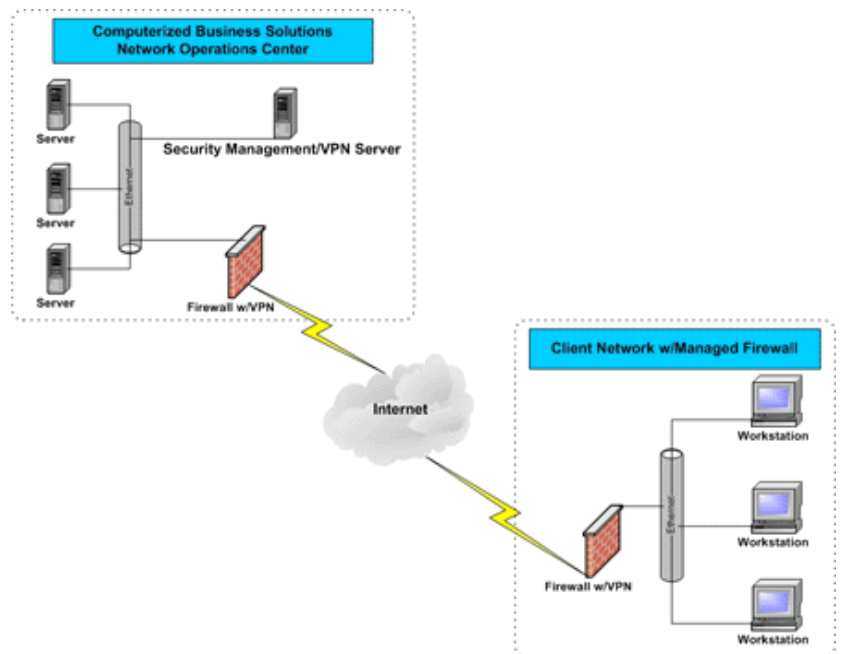 Computerized Business Solutions
Network Operations Center
Server
Security Management/VPN Server
Ethernet
Server
Server
Firewall w/VPN
Internet
Client Network w/Managed Firewall
Workstation
Ethernet
Workstation
Firewall w/VPN
Workstation